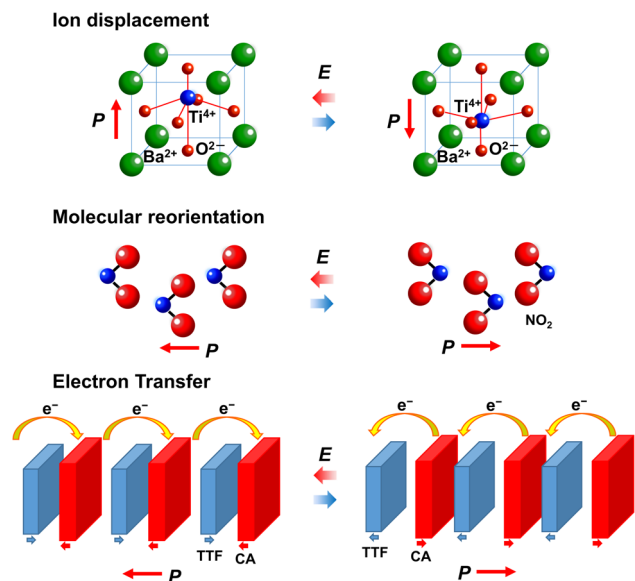 Ion displacement
E
P
Ti⁴⁺
Ba²⁺
O²⁻
Ti⁴⁺
P
Ba²⁺
O²⁻
Molecular reorientation
E
P
NO₂
P
Electron Transfer
e⁻ e⁻ e⁻
e⁻ e⁻ e⁻
E
TTF CA
TTF CA
P
P